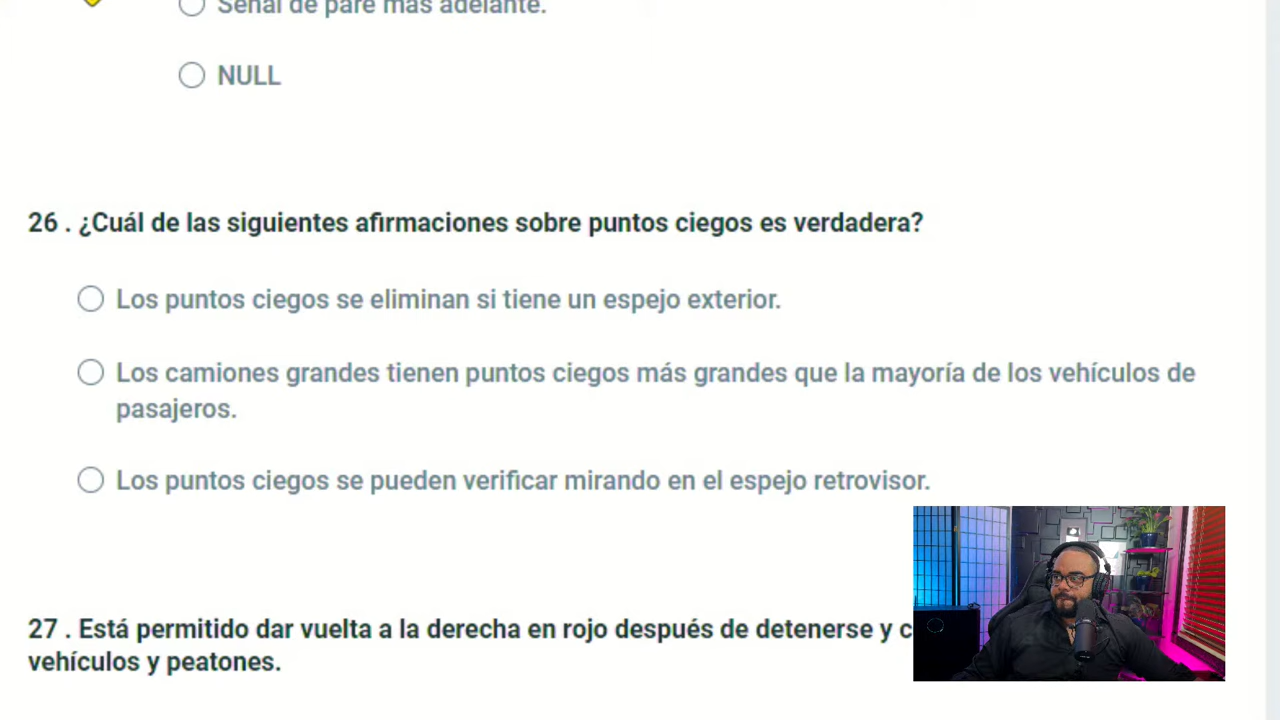 Señal de pare más adelante.
NULL
26 . ¿Cuál de las siguientes afirmaciones sobre puntos ciegos es verdadera?
Los puntos ciegos se eliminan si tiene un espejo exterior.
Los camiones grandes tienen puntos ciegos más grandes que la mayoría de los vehículos de
pasajeros.
Los puntos ciegos se pueden verificar mirando en el espejo retrovisor.
27 . Está permitido dar vuelta a la derecha en rojo después de detenerse y c
vehículos y peatones.